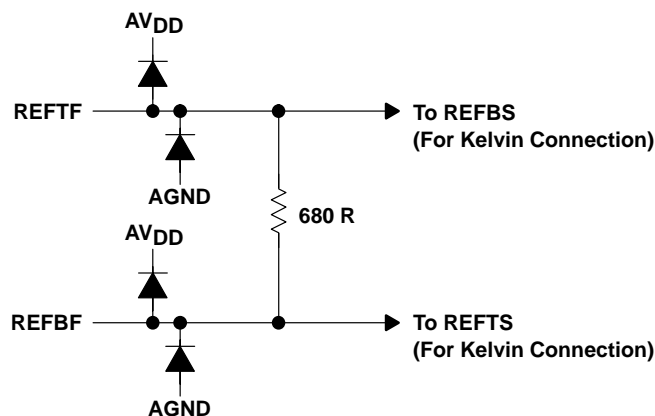 AVDD
REFTF
To REFBS
(For Kelvin Connection)
AGND
680 R
AVDD
REFBF
To REFTS
(For Kelvin Connection)
AGND